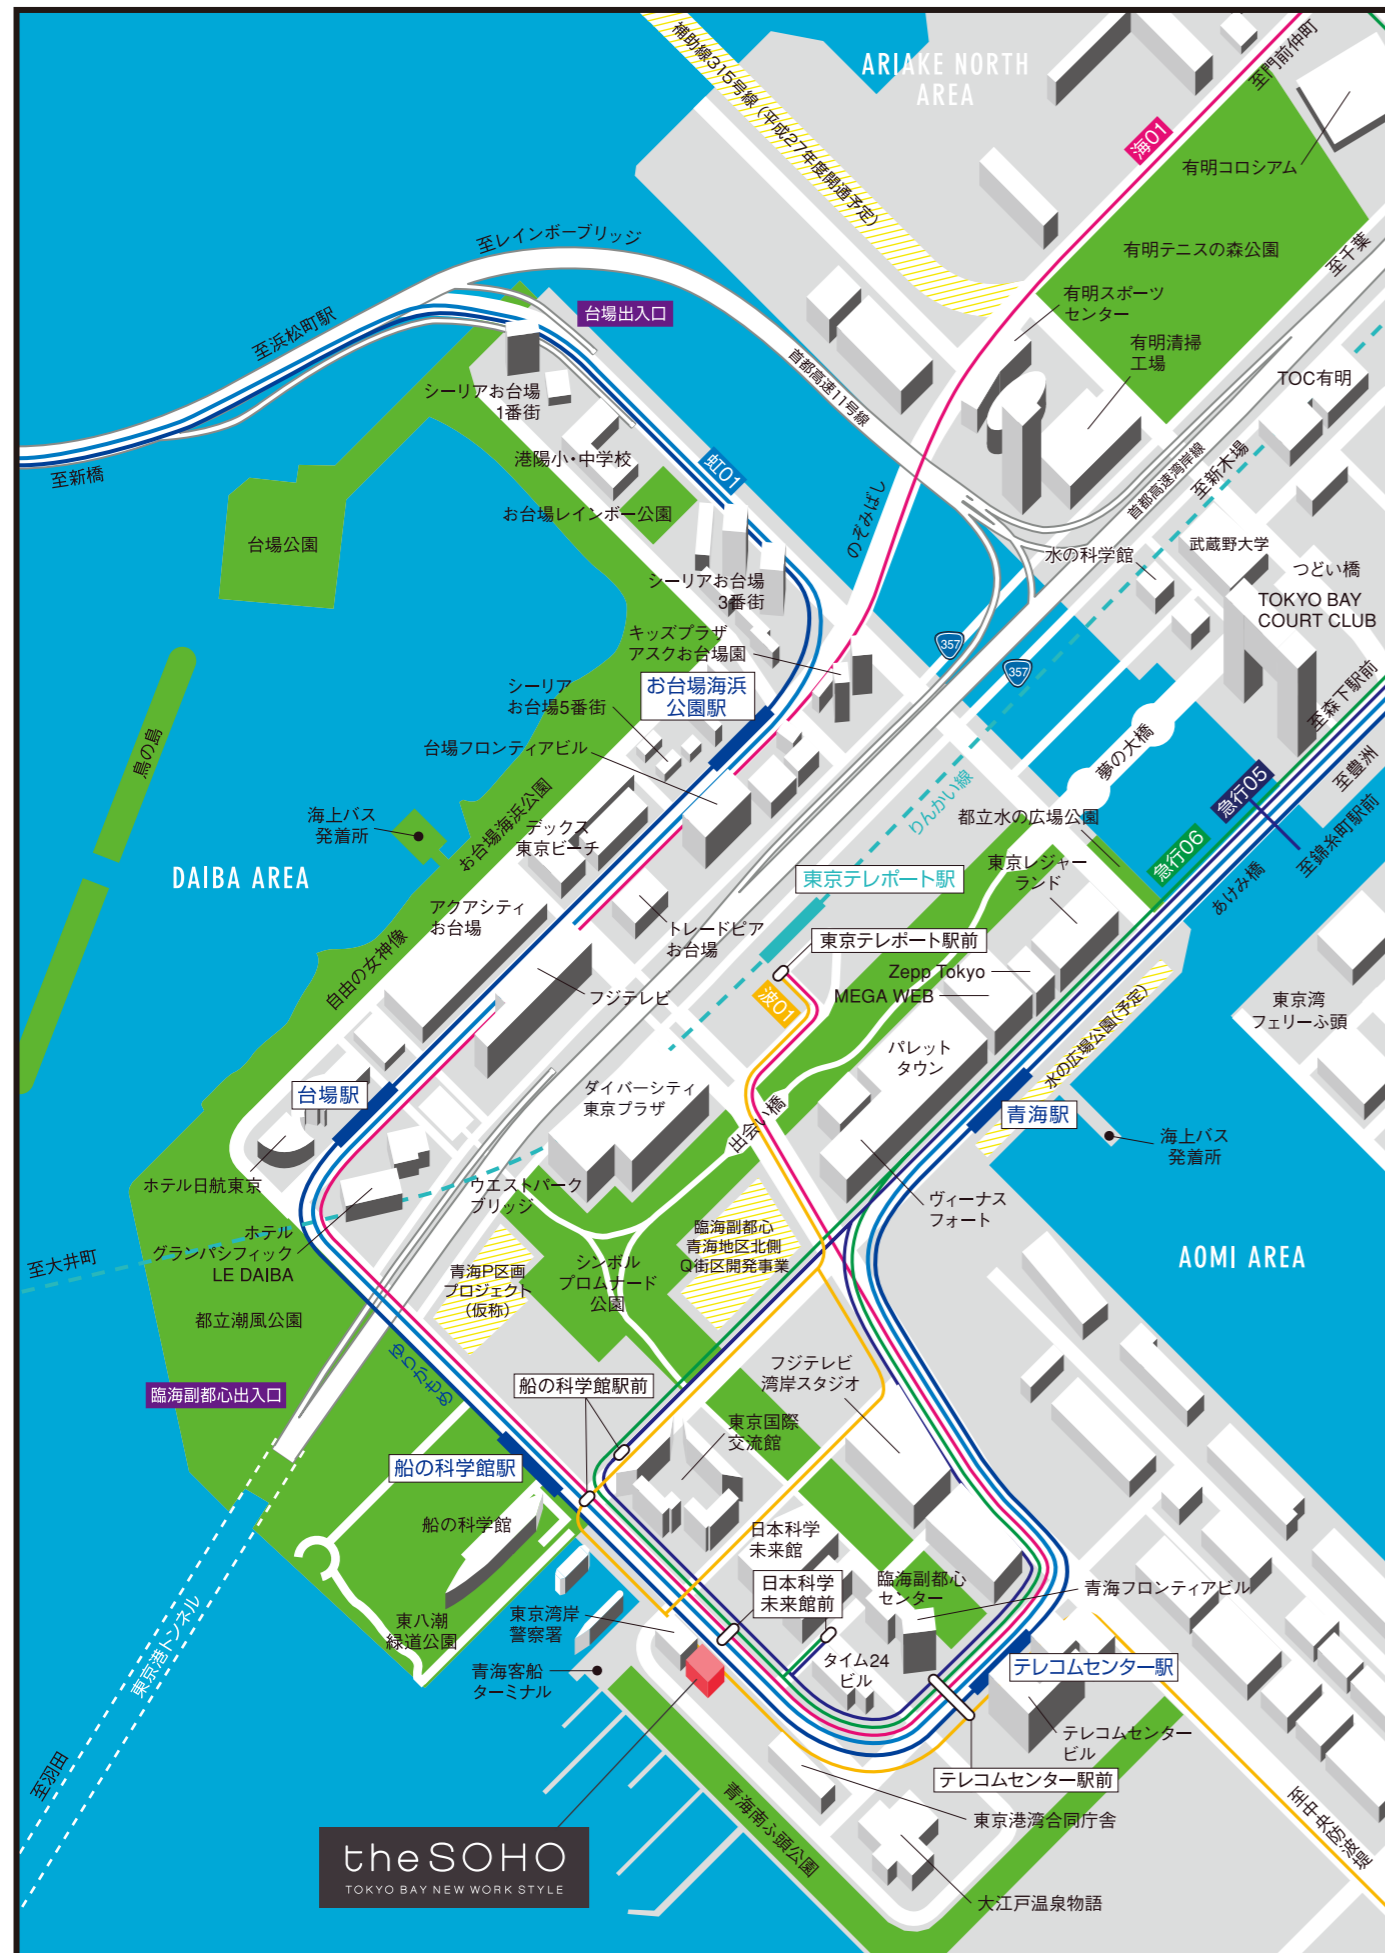 補助線315号線(平成27年度開通予定)
ARIAKE NORTH
AREA
至門前仲町
海01
有明コロシアム
有明テニスの森公園
至千葉
至レインボーブリッジ
台場出入口
至浜松町駅
首都高速11号線
有明スポーツ
センター
有明清掃
工場
TOC有明
シーリアお台場
1番街
港陽小・中学校
虹01
お台場レインボー公園
至新橋
台場公園
のぞみばし
首都高速湾岸線
至新木場
水の科学館
武蔵野大学
つどい橋
TOKYO BAY
COURT CLUB
シーリアお台場
3番街
キッズプラザ
アスクお台場園
357
357
お台場海浜
公園駅
シーリア
お台場5番街
台場フロンティアビル
至森下駅前
至豊洲
至錦糸町駅前
夢の大橋
急行05
急行06
あけみ橋
鳥の島
海上バス
発着所
お台場海浜公園
デックス
東京ビーチ
りんかい線
都立水の広場公園
東京レジャー
ランド
DAIBA AREA
東京テレポート駅
アクアシティ
お台場
トレードピア
お台場
東京テレポート駅前
Zepp Tokyo
MEGA WEB
自由の女神像
フジテレビ
波01
パレット
タウン
水の広場公園(予定)
東京湾
フェリーふ頭
台場駅
ダイバーシティ
東京プラザ
出会い橋
青海駅
海上バス
発着所
ホテル日航東京
ウエストパーク
ブリッジ
ヴィーナス
フォート
ホテル
グランパシフィック
LE DAIBA
至大井町
青海P区画
プロジェクト
(仮称)
シンボル
プロムナード
公園
臨海副都心
青海地区北側
Q街区開発事業
AOMI AREA
都立潮風公園
ゆりかもめ
臨海副都心出入口
船の科学館駅前
フジテレビ
湾岸スタジオ
東京国際
交流館
船の科学館駅
船の科学館
日本科学
未来館
日本科学
未来館前
臨海副都心
センター
青海フロンティアビル
東京港トンネル
東八潮
緑道公園
東京湾岸
警察署
青海客船
ターミナル
タイム24
ビル
テレコムセンター駅
テレコムセンター
ビル
テレコムセンター駅前
至羽田
青海南ふ頭公園
東京港湾合同庁舎
至中央防波堤
大江戸温泉物語
theSOHO
TOKYO BAY NEW WORK STYLE